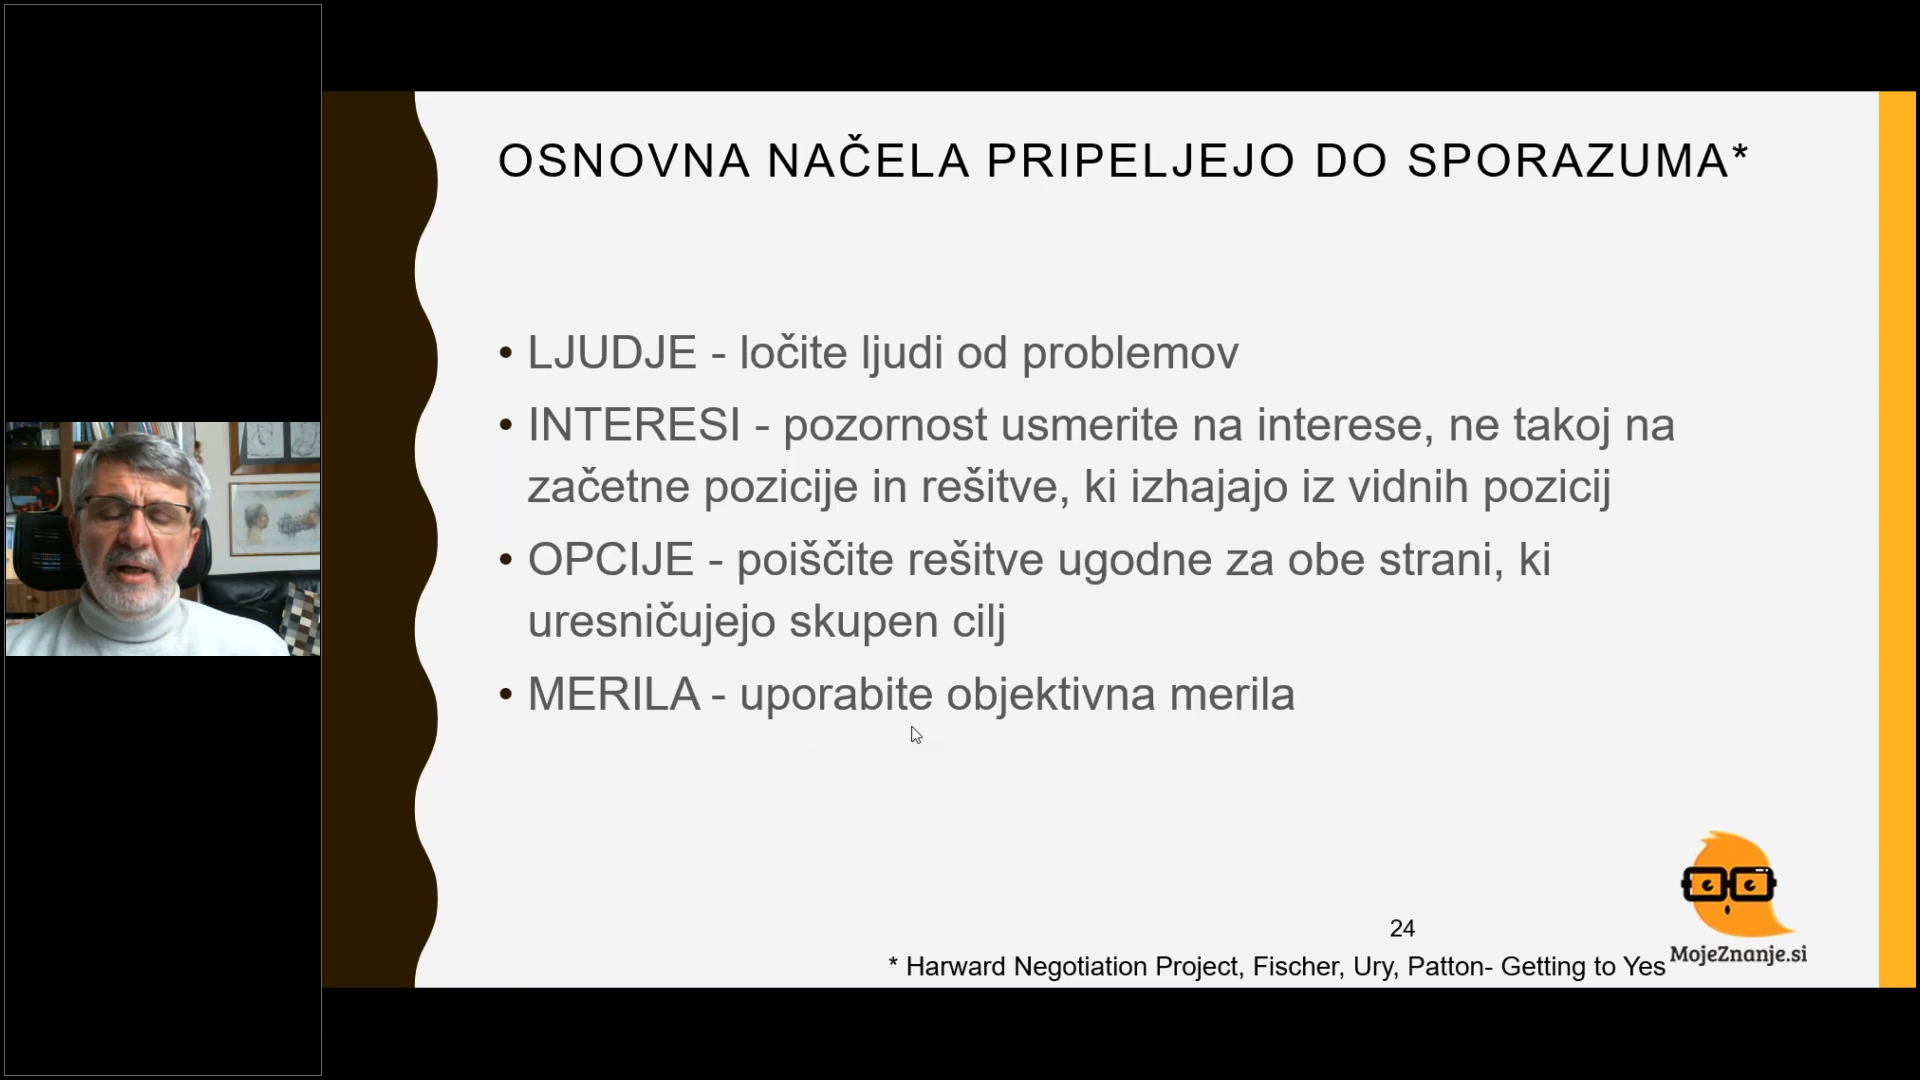 OSNOVNA NAČELA PRIPELJEJO DO SPORAZUMA*
• LJUDJE - ločite ljudi od problemov
• INTERESI - pozornost usmerite na interese, ne takoj na
začetne pozicije in rešitve, ki izhajajo iz vidnih pozicij
• OPCIJE - poiščite rešitve ugodne za obe strani, ki
uresničujejo skupen cilj
• MERILA - uporabite objektivna merila
24
* Harward Negotiation Project, Fischer, Ury, Patton- Getting to Yes
MojeZnanje.si